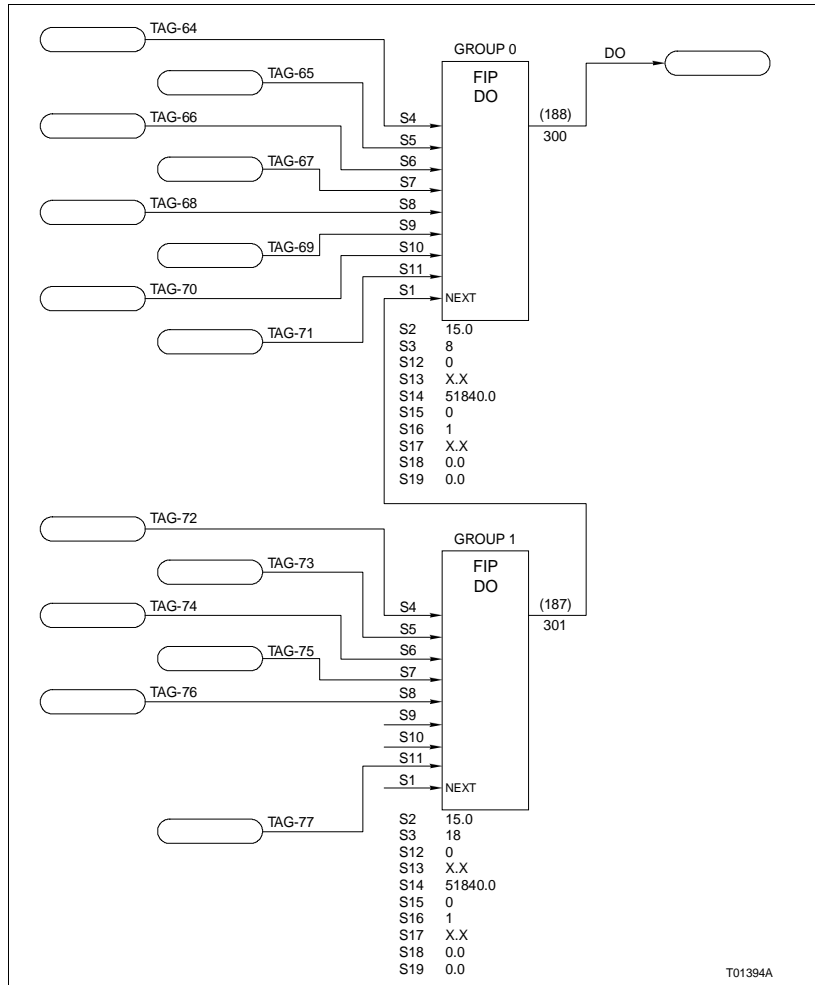 TAG-64
GROUP 0
DO
TAG-65
FIP
DO
TAG-66
S4
(188)
300
S5
TAG-67
S6
S7
TAG-68
S8
S9
TAG-69
S10
S11
TAG-70
S1
NEXT
TAG-71
S2 15.0
S3 8
S12 0
S13 X.X
S14 51840.0
S15 0
S16 1
S17 X.X
S18 0.0
S19 0.0
TAG-72
GROUP 1
TAG-73
FIP
DO
TAG-74
S4
(187)
301
S5
TAG-75
S6
S7
TAG-76
S8
S9
S10
S11
S1
NEXT
TAG-77
S2 15.0
S3 18
S12 0
S13 X.X
S14 51840.0
S15 0
S16 1
S17 X.X
S18 0.0
S19 0.0
T01394A